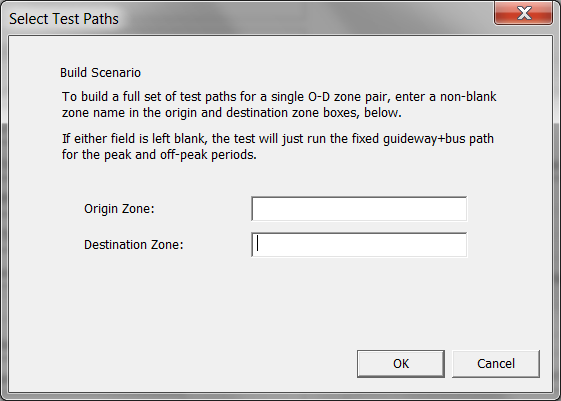 Select Test Paths
Build Scenario
To build a full set of test paths for a single O-D zone pair, enter a non-blank
zone name in the origin and destination zone boxes, below.
If either field is left blank, the test will just run the fixed guideway+bus path
for the peak and off-peak periods.
Origin Zone:
Destination Zone:
OK
Cancel